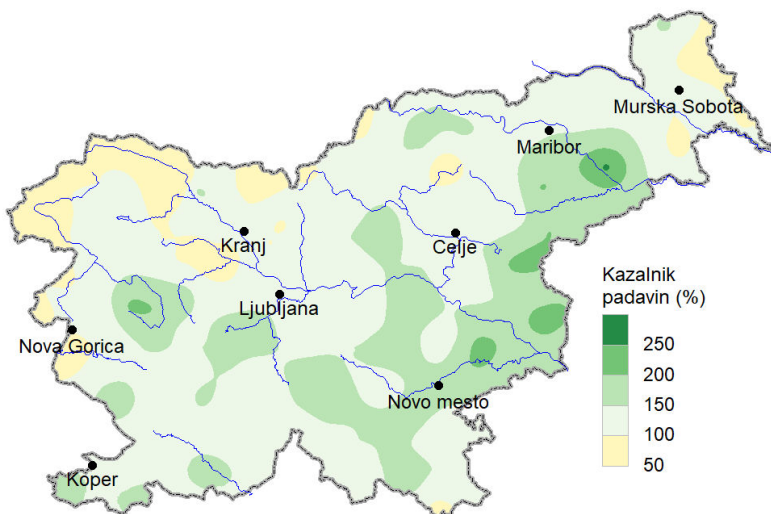 Murska Sobota
Maribor
Kranj
Celje
Ljubljana
Nova Gorica
Novo mesto
Koper
Kazalnik
padavin (%)
250
200
150
100
50